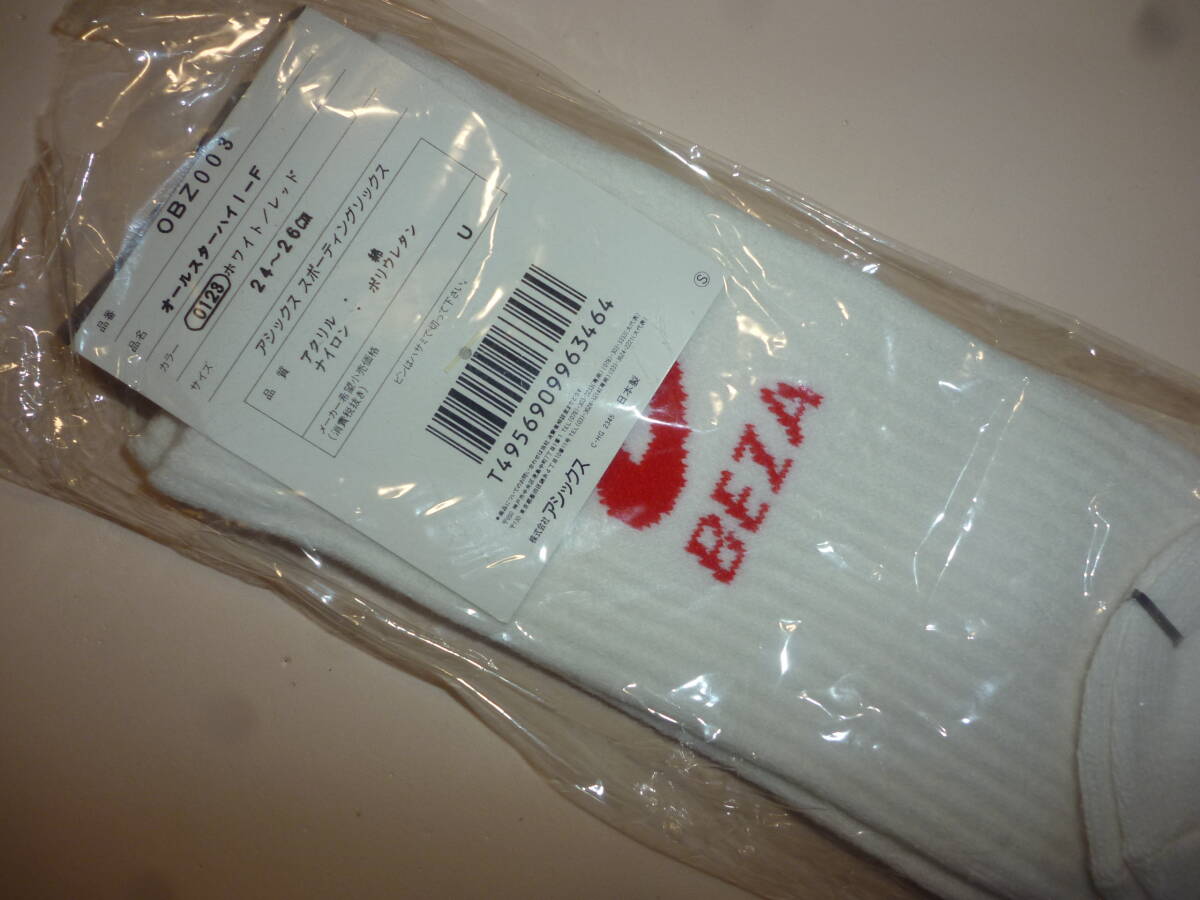 品番
OBZ003
品名
オールスターハイI-F
カラー
0123 ホワイト/レッド
サイズ
24~26cm
アシックス スポーティングソックス
品質
アクリル・綿
ナイロン・ポリウレタン
メーカー希望小売価格
(消費税抜き)
U
ピンはハサミで切って下さい。
T4956909963464
S
株式会社 アシックス
C-HG 2345
日本製
BEZA